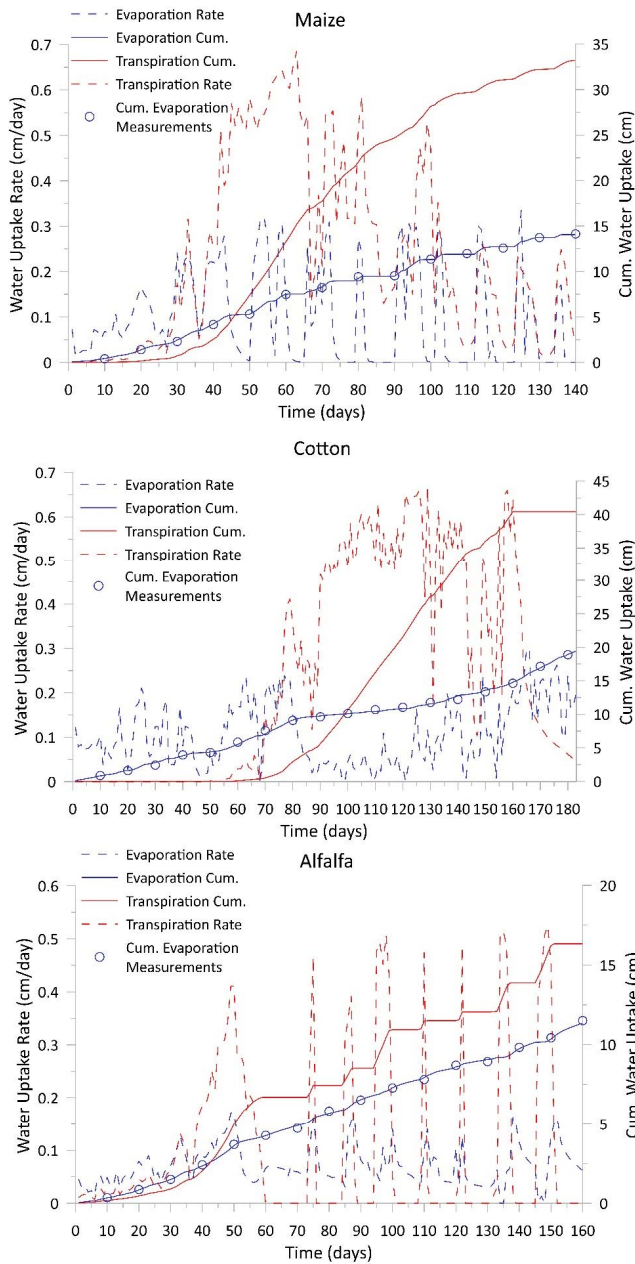 Maize
Evaporation Rate
Evaporation Cum.
Transpiration Cum.
Transpiration Rate
Cum. Evaporation
Measurements
Water Uptake Rate (cm/day)
0.7
0.6
0.5
0.4
0.3
0.2
0.1
0
35
30
25
20
15
10
5
0
Cum. Water Uptake (cm)
0 10 20 30 40 50 60 70 80 90 100 110 120 130 140
Time (days)
Cotton
Evaporation Rate
Evaporation Cum.
Transpiration Cum.
Transpiration Rate
Cum. Evaporation
Measurements
Water Uptake Rate (cm/day)
0.7
0.6
0.5
0.4
0.3
0.2
0.1
0
45
40
35
30
25
20
15
10
5
0
Cum. Water Uptake (cm)
0 10 20 30 40 50 60 70 80 90 100 110 120 130 140 150 160 170 180
Time (days)
Alfalfa
Evaporation Rate
Evaporation Cum.
Transpiration Cum.
Transpiration Rate
Cum. Evaporation
Measurements
Water Uptake Rate (cm/day)
0.6
0.5
0.4
0.3
0.2
0.1
0
20
15
10
5
0
Cum. Water Uptake (cm)
0 10 20 30 40 50 60 70 80 90 100 110 120 130 140 150 160
Time (days)